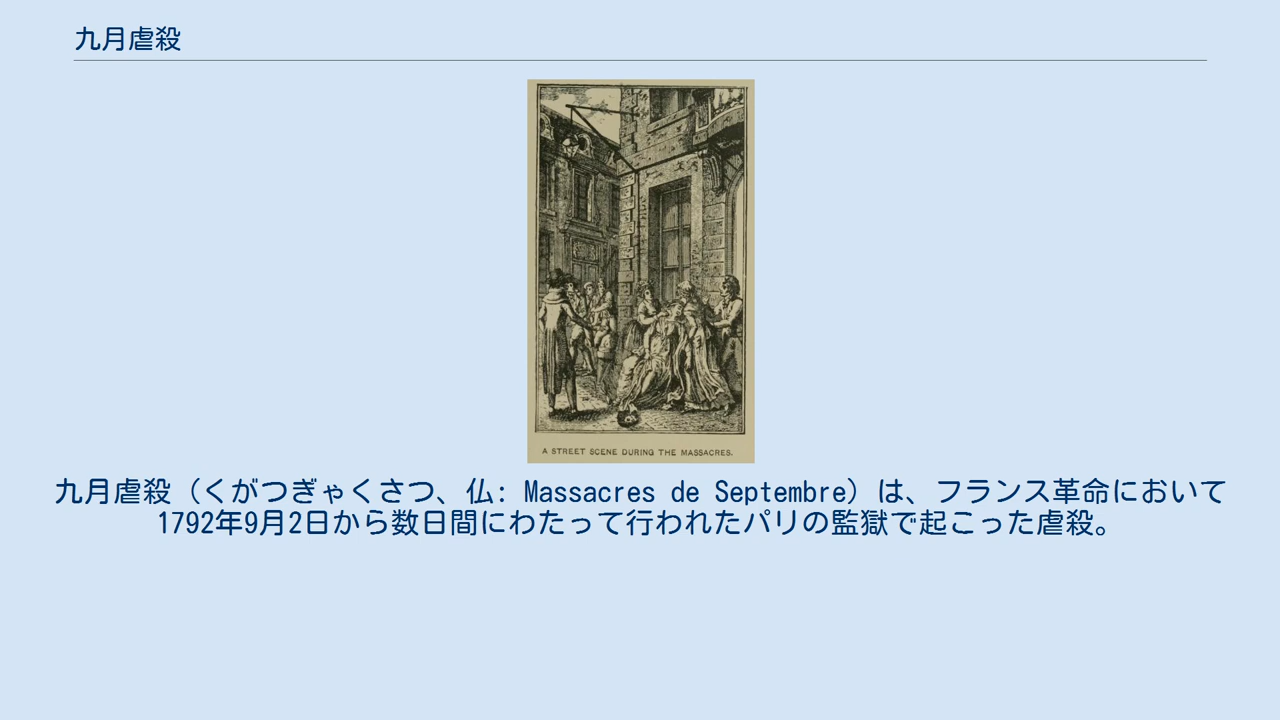 九月虐殺
A STREET SCENE DURING THE MASSACRES.
九月虐殺（くがつぎゃくさつ、仏: Massacres de Septembre）は、フランス革命において
1792年9月2日から数日間にわたって行われたパリの監獄で起こった虐殺。